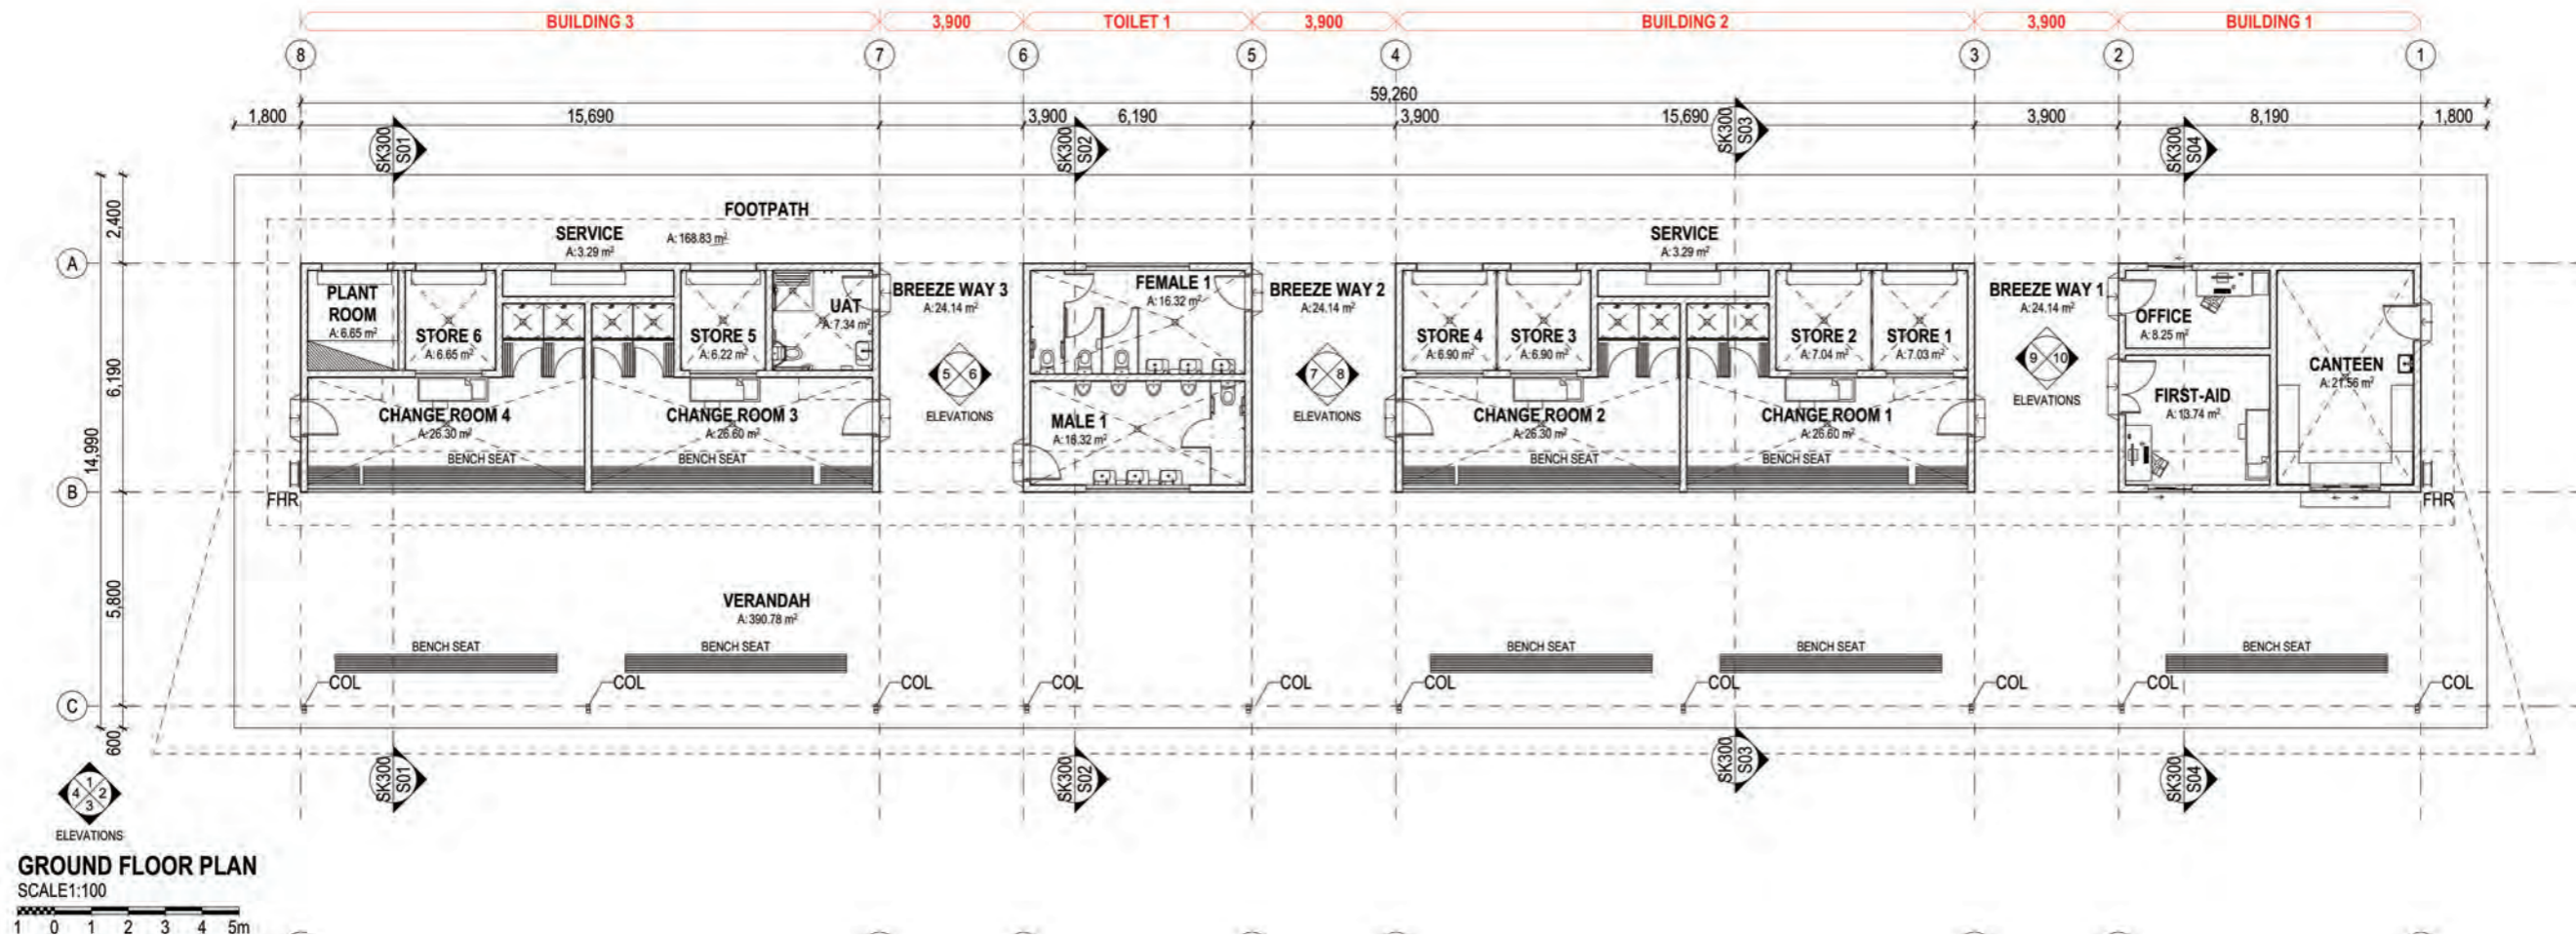 BUILDING 3 3,900 TOILET 1 3,900 BUILDING 2 3,900 BUILDING 1
8 7 6 5 4 3 2 1
59,260
1,800 15,690 3,900 6,190 3,900 15,690 3,900 8,190 1,800
SK300 S01 SK300 S02 SK300 S03 SK300 S04
2,400
FOOTPATH
A: 168.83 m²
SERVICE
A: 3.29 m²
SERVICE
A: 3.29 m²
A
PLANT
ROOM
A: 6.65 m²
STORE 6
A: 6.65 m²
STORE 5
A: 6.22 m²
UAT
A: 7.34 m²
BREEZE WAY 3
A: 24.14 m²
5 6
ELEVATIONS
FEMALE 1
A: 16.32 m²
MALE 1
A: 16.32 m²
BREEZE WAY 2
A: 24.14 m²
7 8
ELEVATIONS
STORE 4
A: 6.90 m²
STORE 3
A: 6.90 m²
STORE 2
A: 7.04 m²
STORE 1
A: 7.03 m²
BREEZE WAY 1
A: 24.14 m²
9 10
ELEVATIONS
OFFICE
A: 8.25 m²
CANTEEN
A: 21.56 m²
FIRST-AID
A: 13.74 m²
6,190
14,990
CHANGE ROOM 4
A: 26.30 m²
BENCH SEAT
CHANGE ROOM 3
A: 26.60 m²
BENCH SEAT
CHANGE ROOM 2
A: 26.30 m²
BENCH SEAT
CHANGE ROOM 1
A: 26.60 m²
BENCH SEAT
B
FHR FHR
5,800
VERANDAH
A: 390.78 m²
BENCH SEAT BENCH SEAT BENCH SEAT BENCH SEAT BENCH SEAT
COL COL COL COL COL COL COL COL COL COL
C
600
SK300 S01 SK300 S02 SK300 S03 SK300 S04
1
4 2
3
ELEVATIONS
GROUND FLOOR PLAN
SCALE1:100
1 0 1 2 3 4 5m